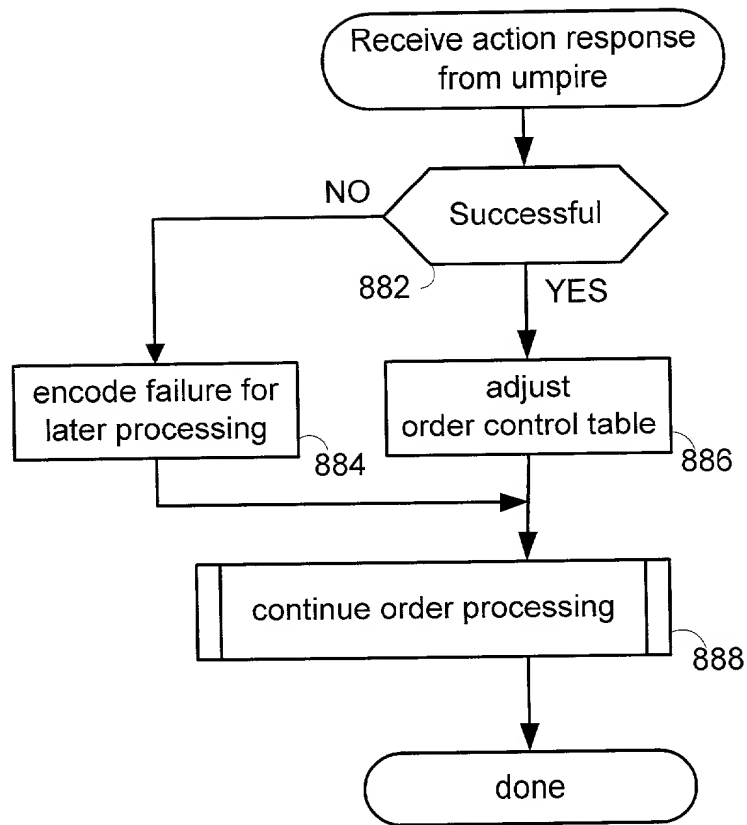 Receive action response
from umpire
Successful
NO
882
YES
encode failure for
later processing
884
adjust
order control table
886
continue order processing
888
done